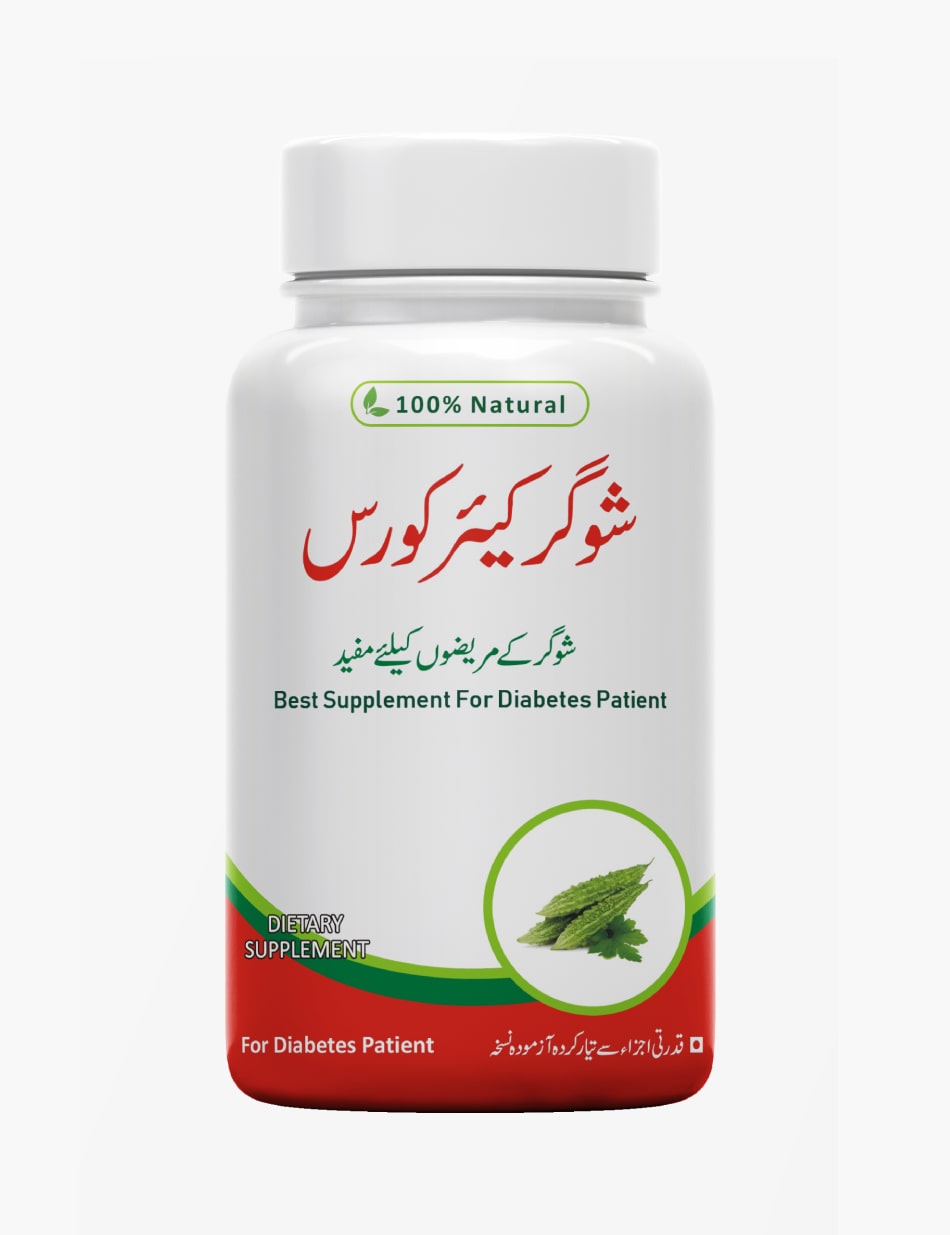 100% Natural
شوگر کیئر کورس
شوگر کے مریضوں کیلئے مفید
Best Supplement For Diabetes Patient
DIETARY
SUPPLEMENT
For Diabetes Patient
قدرتی اجزاء سے تیار کردہ آزمودہ نسخہ